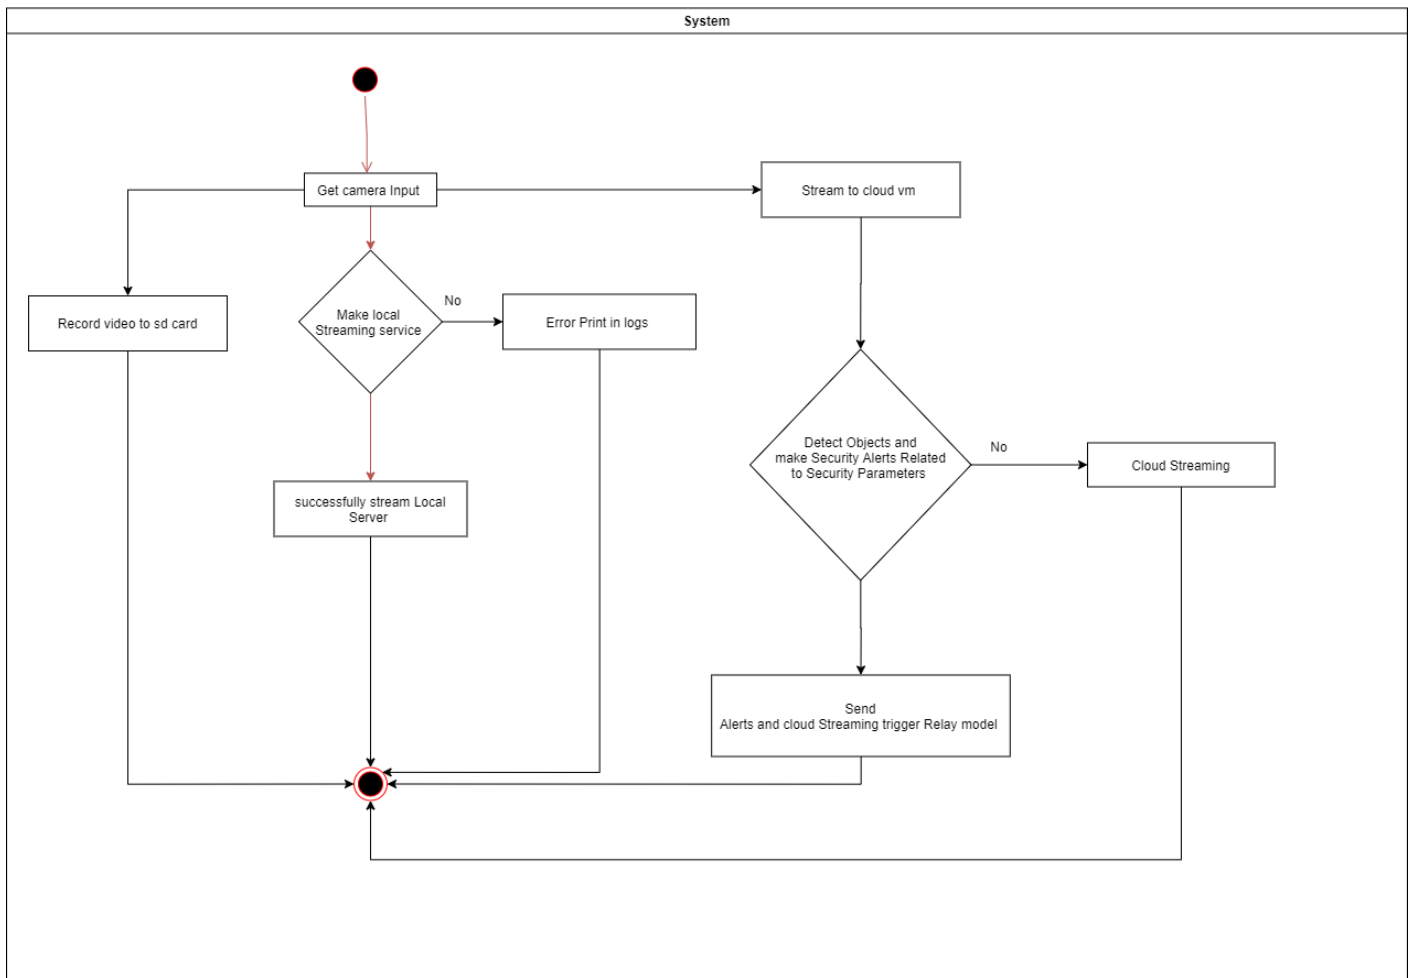 System
Get camera Input
Stream to cloud vm
Record video to sd card
Make local
Streaming service
No
Error Print in logs
Detect Objects and
make Security Alerts Related
to Security Parameters
No
Cloud Streaming
successfully stream Local
Server
Send
Alerts and cloud Streaming trigger Relay model